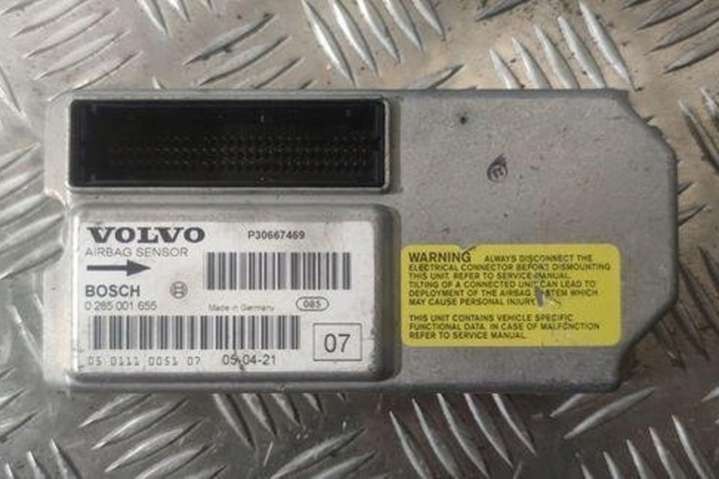 VOLVO
P30667469
AIRBAG SENSOR
BOSCH
0 285 001 655
Made in Germany
085
05 0111 0051 07
05-04-21
07
WARNING ALWAYS DISCONNECT THE
ELECTRICAL CONNECTOR BEFORE DISMOUNTING
THIS UNIT. REFER TO SERVICE MANUAL.
TILTING OF A CONNECTED UNIT CAN LEAD TO
DEPLOYMENT OF THE AIRBAG SYSTEM WHICH
MAY CAUSE PERSONAL INJURY.
THIS UNIT CONTAINS VEHICLE SPECIFIC
FUNCTIONAL DATA. IN CASE OF MALFONCTION
REFER TO SERVICE MANUAL.